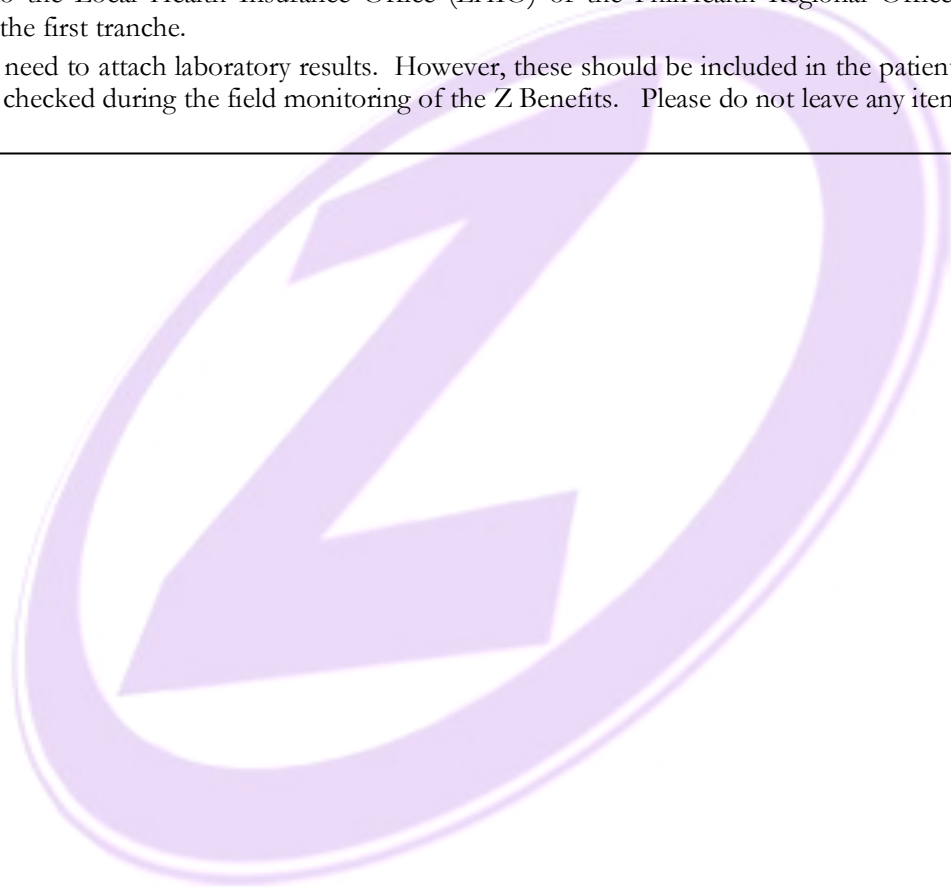 o the Local Health Insurance Office (LHIO) of the PhilHealth Regional Office
the first tranche.
need to attach laboratory results. However, these should be included in the patient
checked during the field monitoring of the Z Benefits. Please do not leave any item
Z